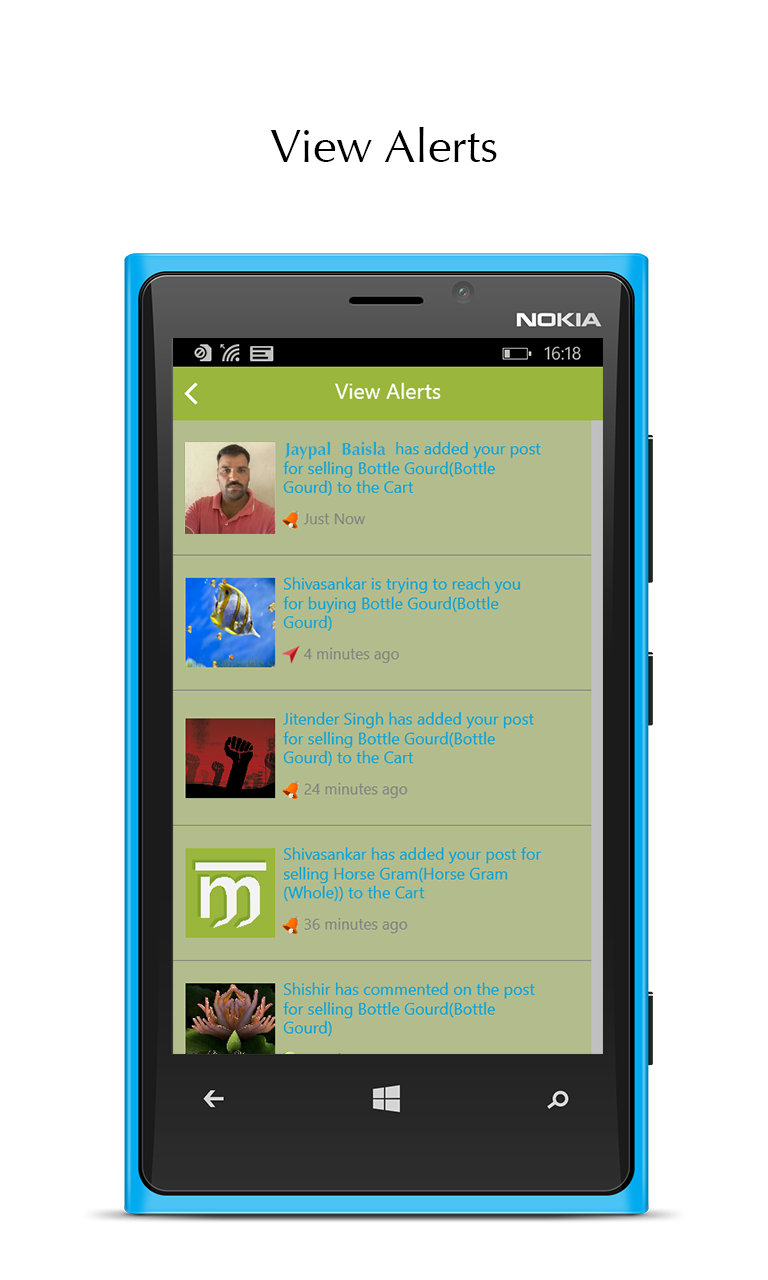 View Alerts
NOKIA
16:18
View Alerts
Jaypal Baisla has added your post
for selling Bottle Gourd(Bottle
Gourd) to the Cart
Just Now
Shivasankar is trying to reach you
for buying Bottle Gourd(Bottle
Gourd)
4 minutes ago
Jitender Singh has added your post
for selling Bottle Gourd(Bottle
Gourd) to the Cart
24 minutes ago
Shivasankar has added your post for
selling Horse Gram(Horse Gram
(Whole)) to the Cart
36 minutes ago
Shishir has commented on the post
for selling Bottle Gourd(Bottle
Gourd)